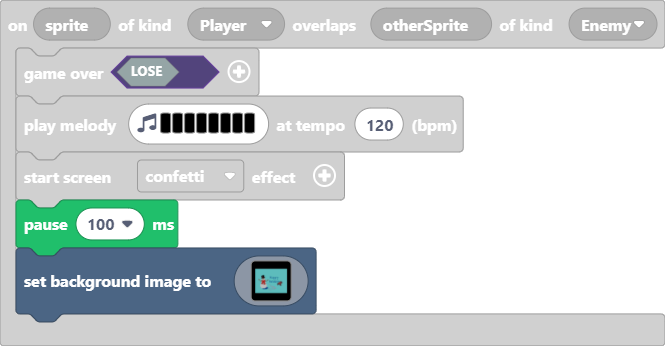 on sprite of kind Player overlaps otherSprite of kind Enemy
game over LOSE
play melody at tempo 120 (bpm)
start screen confetti effect
pause 100 ms
set background image to